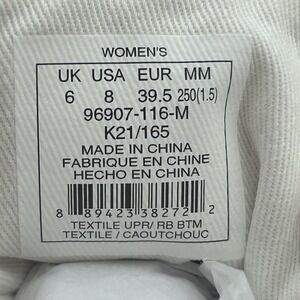 WOMEN'S
UK USA EUR MM
6 8 39.5 250(1.5)
96907-116-M
K21/165
MADE IN CHINA
FABRIQUE EN CHINE
HECHO EN CHINA
8 89423 38272 2
TEXTILE UPR/ RB BTM
TEXTILE / CAOUTCHOUC